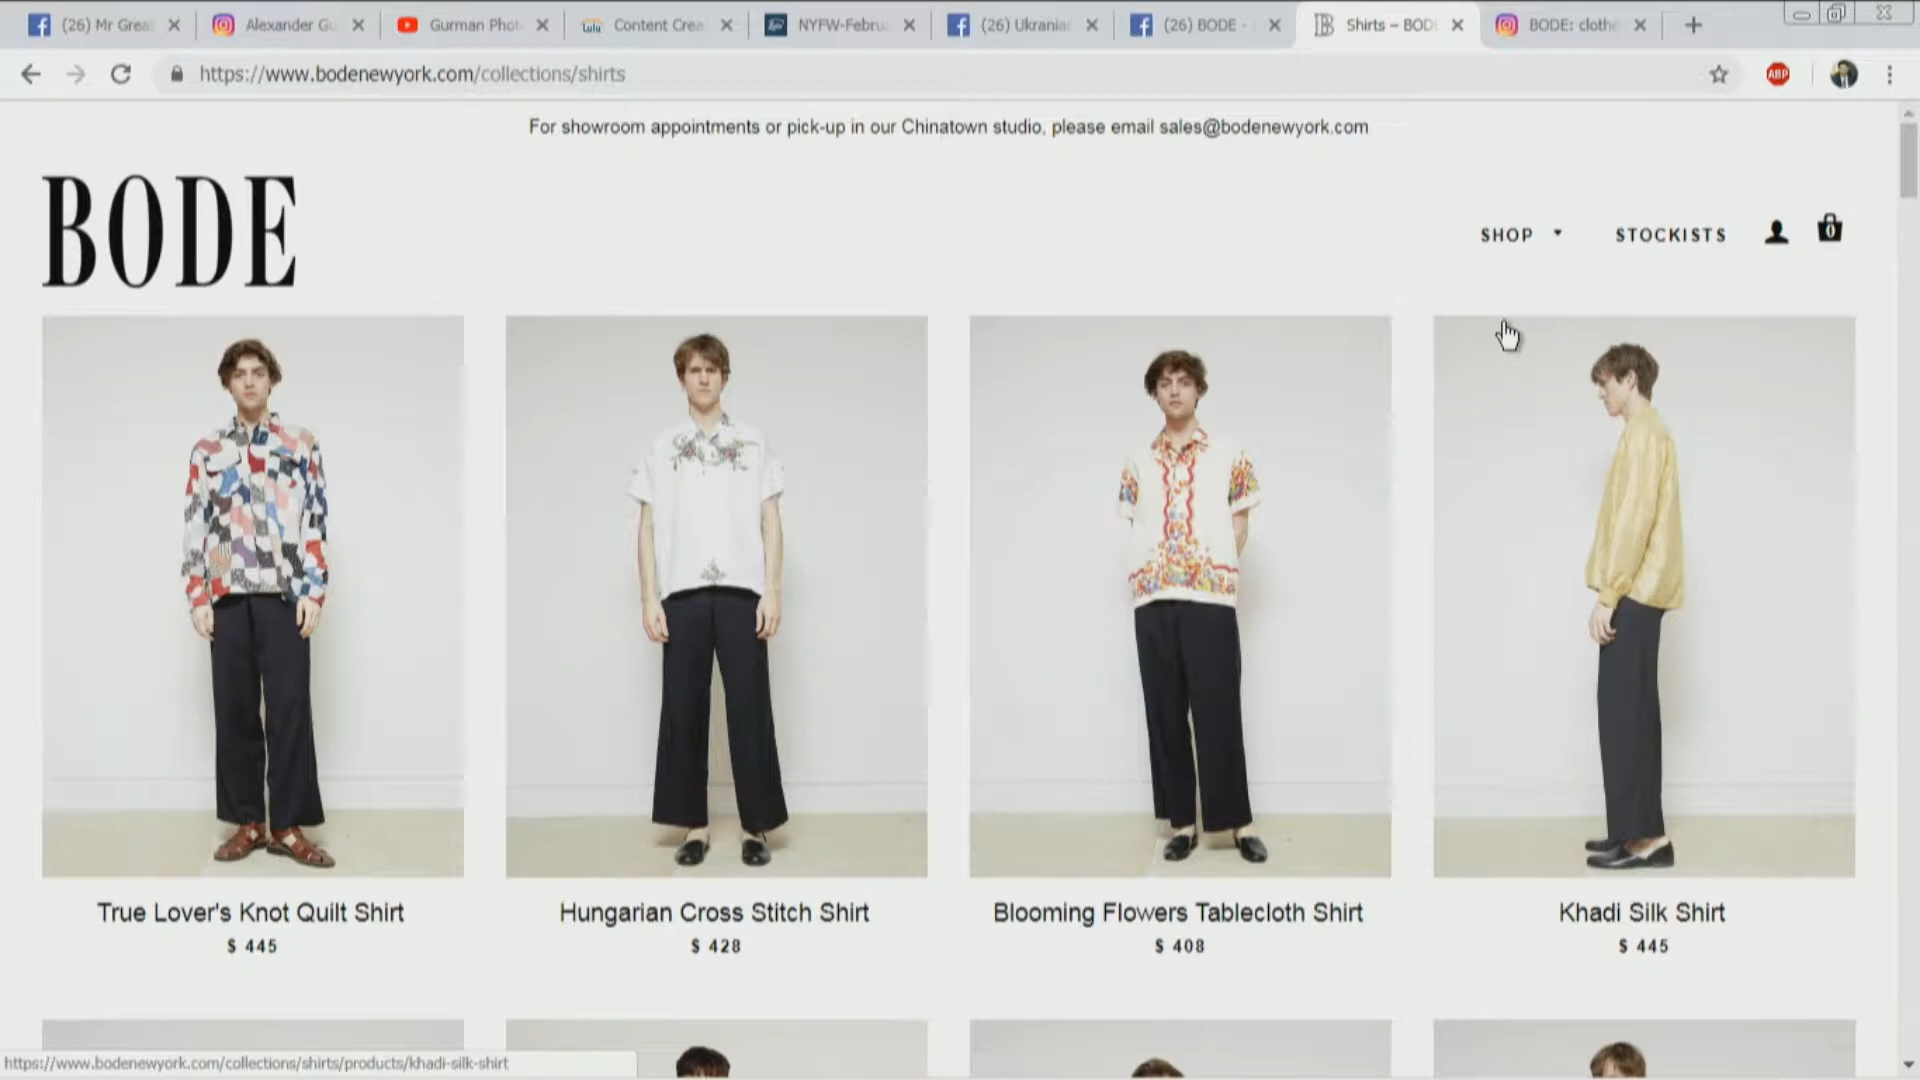 (26) Mr Grea
Alexander Gu
Gurman Phot
lulu
Content Crea
NYFW-Febru
(26) Ukrania
(26) BODE -
Shirts – BOD
BODE: cloth
https://www.bodenewyork.com/collections/shirts
ABP
For showroom appointments or pick-up in our Chinatown studio, please email sales@bodenewyork.com
BODE
SHOP
STOCKISTS
0
True Lover's Knot Quilt Shirt
$ 445
Hungarian Cross Stitch Shirt
$ 428
Blooming Flowers Tablecloth Shirt
$ 408
Khadi Silk Shirt
$ 445
https://www.bodenewyork.com/collections/shirts/products/khadi-silk-shirt